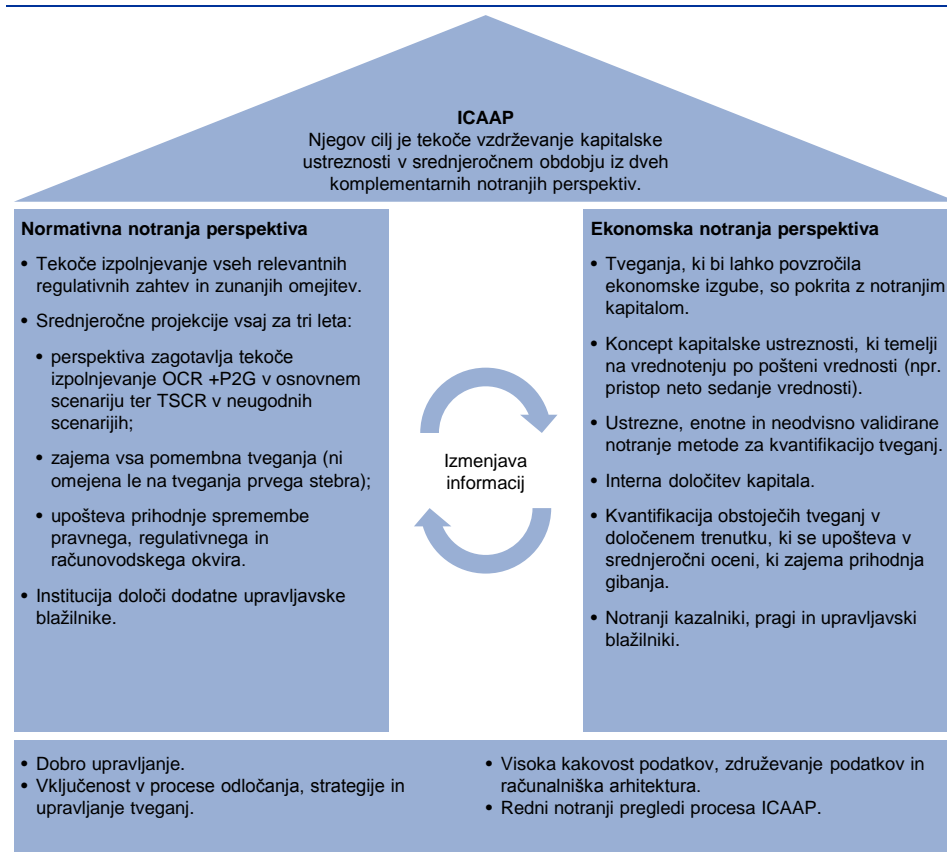 ICAAP
Njegov cilj je tekoče vzdrževanje kapitalske
ustreznosti v srednjeročnem obdobju iz dveh
komplementarnih notranjih perspektiv.
Normativna notranja perspektiva
• Tekoče izpolnjevanje vseh relevantnih
regulativnih zahtev in zunanjih omejitev.
• Srednjeročne projekcije vsaj za tri leta:
• perspektiva zagotavlja tekoče
izpolnjevanje OCR +P2G v osnovnem
scenariju ter TSCR v neugodnih
scenarijih;
• zajema vsa pomembna tveganja (ni
omejena le na tveganja prvega stebra);
• upošteva prihodnje spremembe
pravnega, regulativnega in
računovodskega okvira.
• Institucija določi dodatne upravljavske
blažilnike.
Izmenjava
informacij
Ekonomska notranja perspektiva
• Tveganja, ki bi lahko povzročila
ekonomske izgube, so pokrita z notranjim
kapitalom.
• Koncept kapitalske ustreznosti, ki temelji
na vrednotenju po pošteni vrednosti (npr.
pristop neto sedanje vrednosti).
• Ustrezne, enotne in neodvisno validirane
notranje metode za kvantifikacijo tveganj.
• Interna določitev kapitala.
• Kvantifikacija obstoječih tveganj v
določenem trenutku, ki se upošteva v
srednjeročni oceni, ki zajema prihodnja
gibanja.
• Notranji kazalniki, pragi in upravljavski
blažilniki.
• Dobro upravljanje.
• Vključenost v procese odločanja, strategije in
upravljanje tveganj.
• Visoka kakovost podatkov, združevanje podatkov in
računalniška arhitektura.
• Redni notranji pregledi procesa ICAAP.